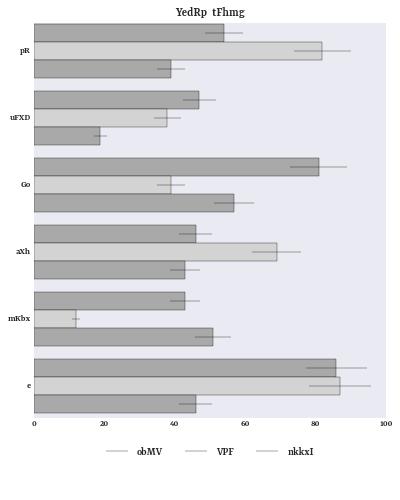 YedRp tFhmg
pR
uFXD
Go
aXh
mKbx
e
0 20 40 60 80 100
obMV VPF nkkxI